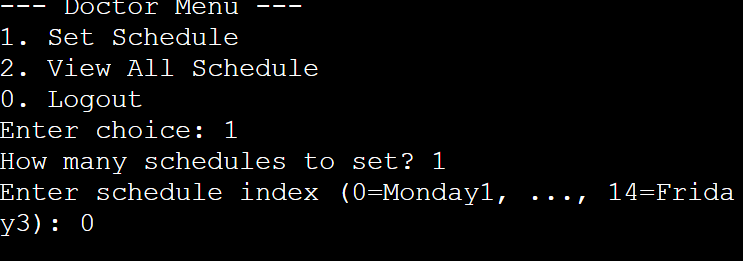 --- Doctor Menu ---
1. Set Schedule
2. View All Schedule
0. Logout
Enter choice: 1
How many schedules to set? 1
Enter schedule index (0=Monday1, ..., 14=Frida
y3): 0